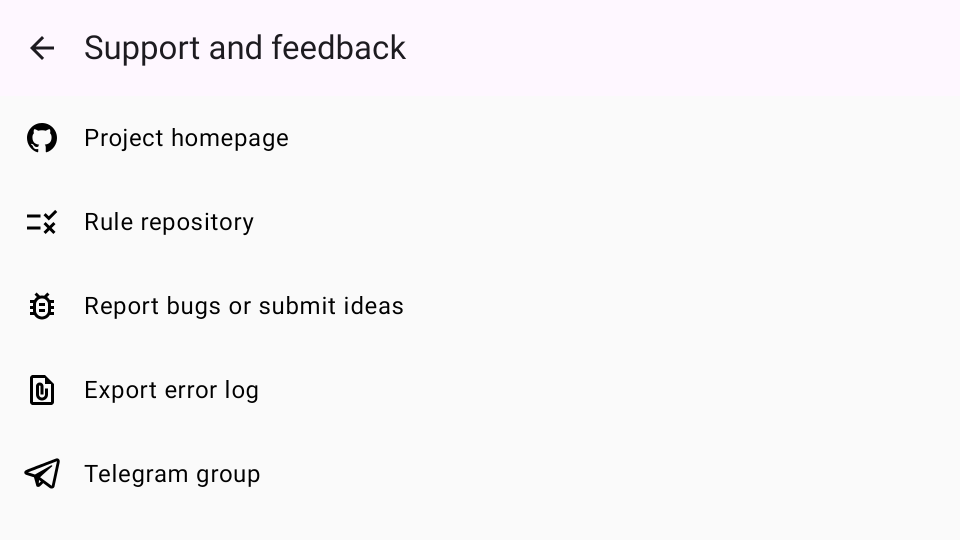 Support and feedback
Project homepage
Rule repository
Report bugs or submit ideas
Export error log
Telegram group